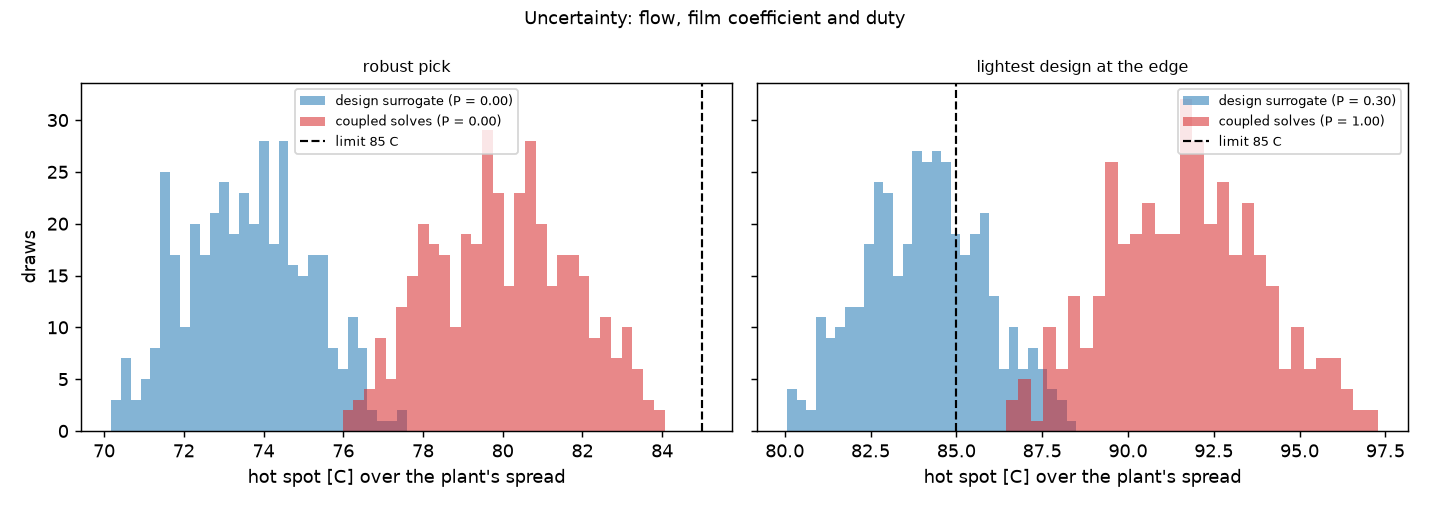 Uncertainty: flow, film coefficient and duty
robust pick
design surrogate (P = 0.00)
coupled solves (P = 0.00)
limit 85 C
30
25
20
15
10
5
0
draws
70 72 74 76 78 80 82 84
hot spot [C] over the plant's spread
lightest design at the edge
design surrogate (P = 0.30)
coupled solves (P = 1.00)
limit 85 C
80.0 82.5 85.0 87.5 90.0 92.5 95.0 97.5
hot spot [C] over the plant's spread